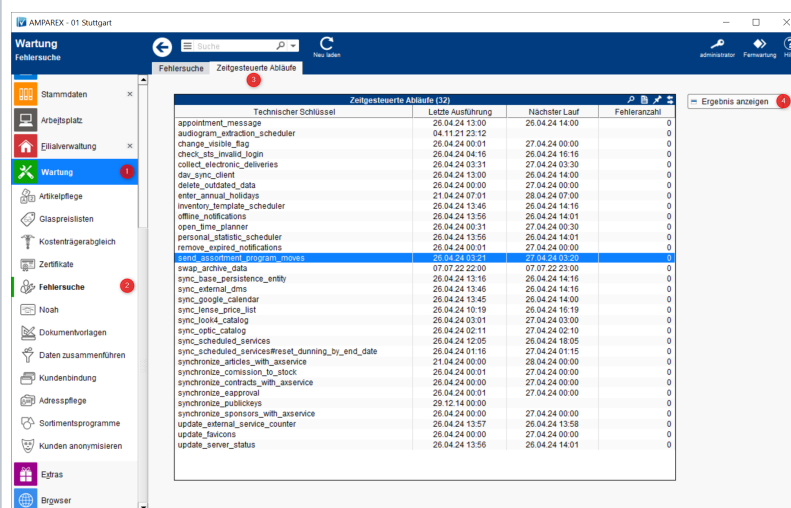 AMPAREX - 01 Stuttgart
Wartung
Fehlersuche
Suche
Neu laden
administrator Fernwartung
Fehlersuche Zeitgesteuerte Abläufe
3
Stammdaten
Arbeitsplatz
Filialverwaltung
Wartung 1
Artikelpflege
Glaspreislisten
Kostenträgerabgleich
Zertifikate
Fehlersuche 2
Noah
Dokumentvorlagen
Daten zusammenführen
Kundenbindung
Adresspflege
Sortimentsprogramme
Kunden anonymisieren
Extras
Browser
Zeitgesteuerte Abläufe (32)
Technischer Schlüssel Letzte Ausführung Nächster Lauf Fehleranzahl
appointment_message 26.04.24 13:00 26.04.24 14:00 0
audiogram_extraction_scheduler 04.11.21 23:12 0
change_visible_flag 26.04.24 00:01 27.04.24 00:00 0
check_sts_invalid_login 26.04.24 04:16 26.04.24 16:16 0
collect_electronic_deliveries 26.04.24 03:31 27.04.24 03:30 0
dav_sync_client 26.04.24 13:00 26.04.24 14:00 0
delete_outdated_data 26.04.24 00:00 27.04.24 00:00 0
enter_annual_holidays 21.04.24 07:01 28.04.24 07:00 0
inventory_template_scheduler 26.04.24 13:46 26.04.24 14:16 0
offline_notifications 26.04.24 13:56 26.04.24 14:01 0
open_time_planner 26.04.24 00:31 27.04.24 00:30 0
personal_statistic_scheduler 26.04.24 13:56 26.04.24 14:01 0
remove_expired_notifications 26.04.24 00:01 27.04.24 00:00 0
send_assortment_program_moves 26.04.24 03:21 27.04.24 03:20 0
swap_archive_data 07.07.22 22:00 07.07.22 23:00 0
sync_base_persistence_entity 26.04.24 13:16 26.04.24 14:16 0
sync_external_dms 26.04.24 13:46 26.04.24 14:16 0
sync_google_calendar 26.04.24 13:45 26.04.24 14:00 0
sync_lense_price_list 26.04.24 10:19 26.04.24 16:19 0
sync_look4_catalog 26.04.24 03:01 27.04.24 03:00 0
sync_optic_catalog 26.04.24 02:11 27.04.24 02:10 0
sync_scheduled_services 26.04.24 12:05 26.04.24 18:05 0
sync_scheduled_services#reset_dunning_by_end_date 26.04.24 01:16 27.04.24 01:15 0
synchronize_articles_with_axservice 21.04.24 00:00 28.04.24 00:00 0
synchronize_comission_to_stock 26.04.24 00:01 27.04.24 00:00 0
synchronize_contracts_with_axservice 26.04.24 00:00 27.04.24 00:00 0
synchronize_eapproval 26.04.24 00:01 27.04.24 00:00 0
synchronize_publickeys 29.12.14 00:00 0
synchronize_sponsors_with_axservice 26.04.24 00:00 27.04.24 00:00 0
update_external_service_counter 26.04.24 13:57 26.04.24 13:58 0
update_favicons 26.04.24 00:00 27.04.24 00:00 0
update_server_status 26.04.24 13:56 26.04.24 14:01 0
Ergebnis anzeigen 4